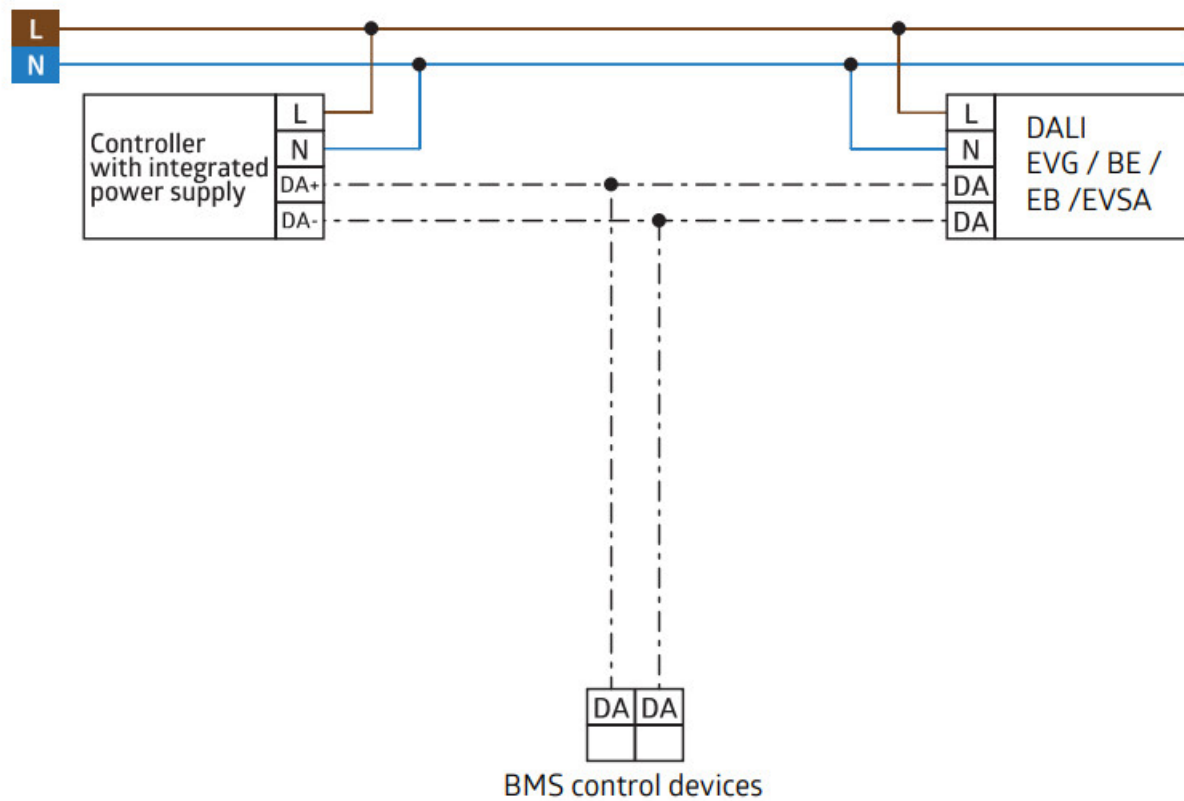 L
N
Controller
with integrated
power supply
L
N
DA+
DA-
L
N
DA
DA
DALI
EVG / BE /
EB /EVSA
DA DA
BMS control devices